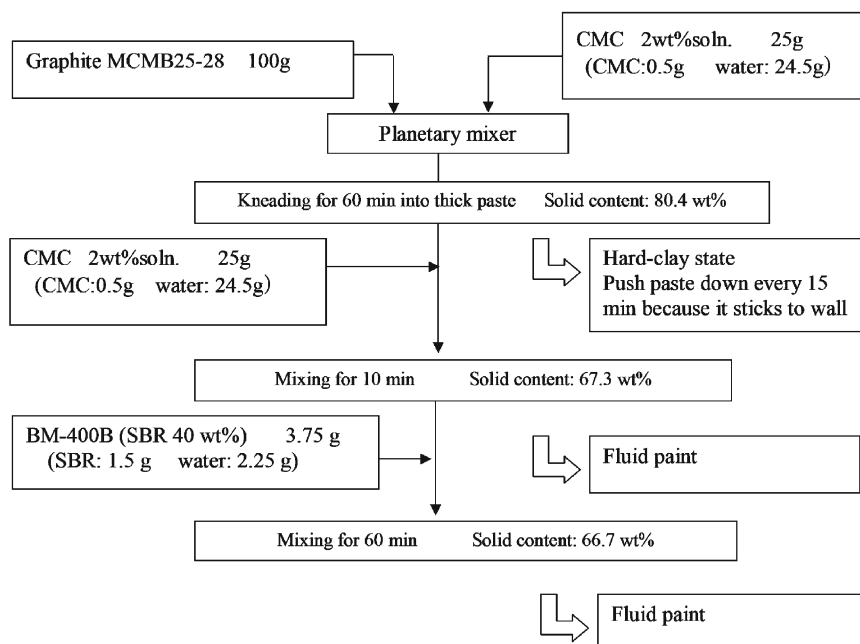 Graphite MCMB25-28 100g
CMC 2wt%soln. 25g
(CMC:0.5g water: 24.5g)
Planetary mixer
Kneading for 60 min into thick paste Solid content: 80.4 wt%
CMC 2wt%soln. 25g
(CMC:0.5g water: 24.5g)
Hard-clay state
Push paste down every 15
min because it sticks to wall
Mixing for 10 min Solid content: 67.3 wt%
BM-400B (SBR 40 wt%) 3.75 g
(SBR: 1.5 g water: 2.25 g)
Fluid paint
Mixing for 60 min Solid content: 66.7 wt%
Fluid paint